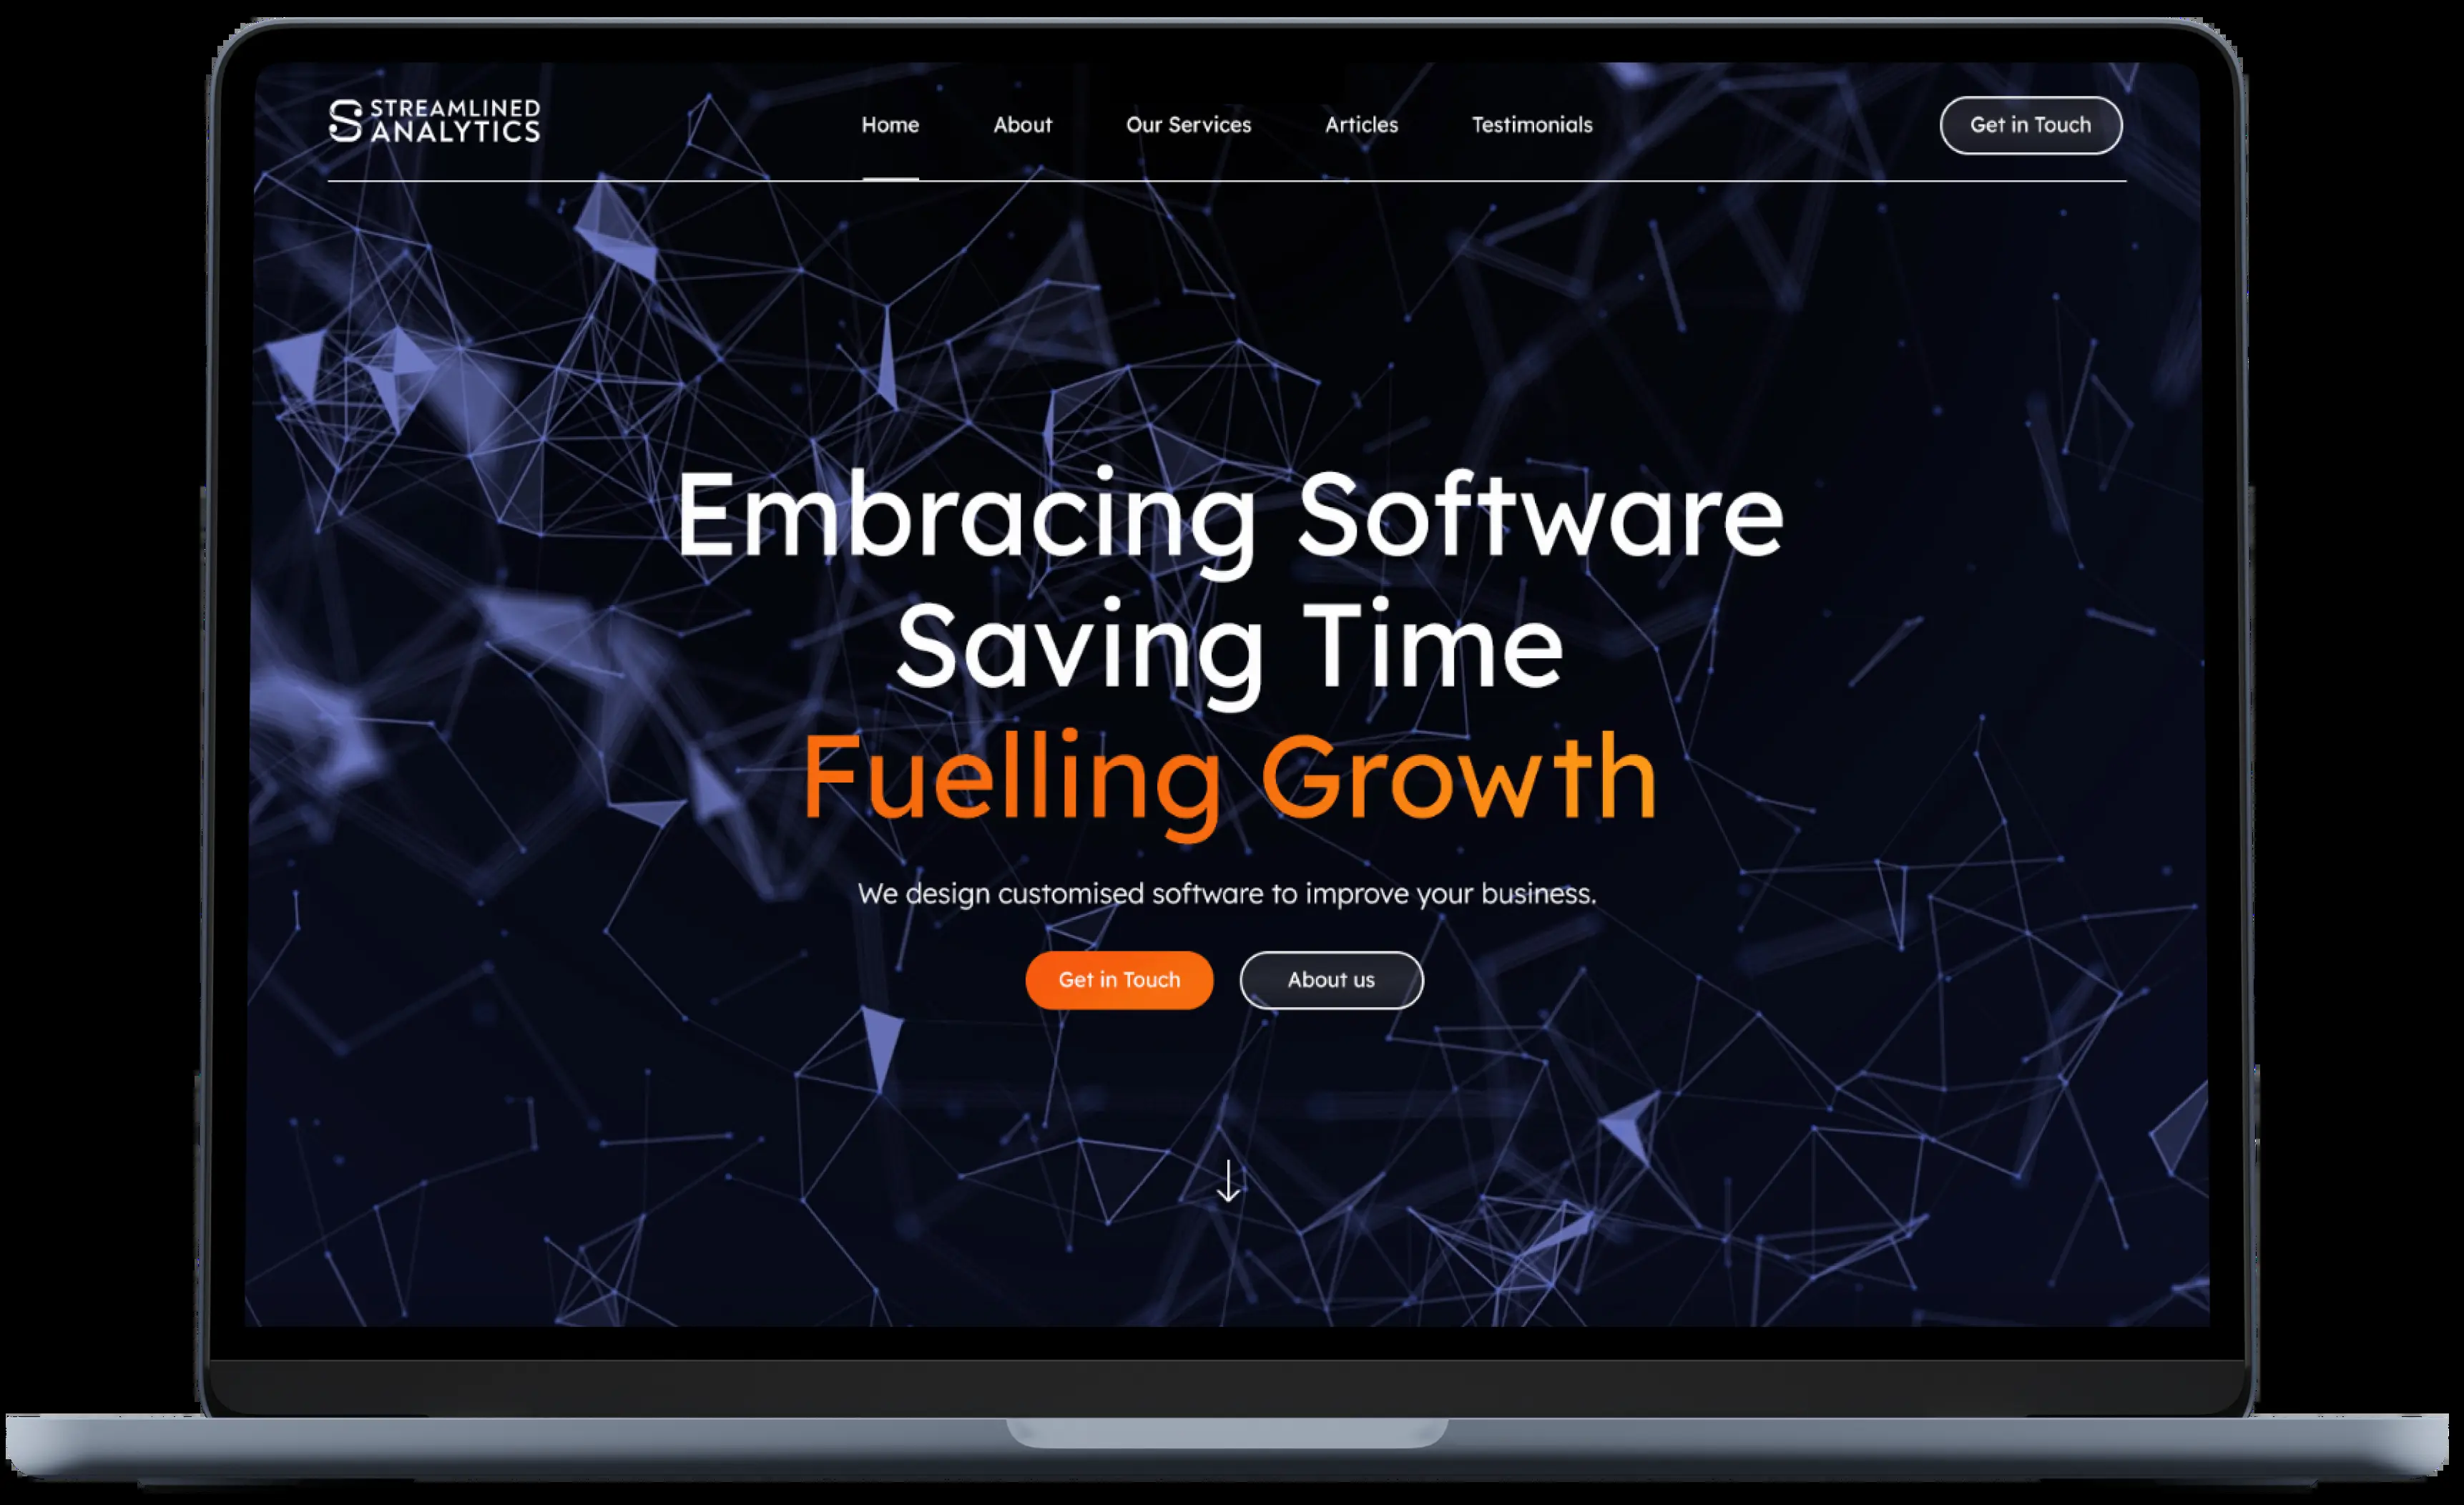 STREAMLINED
ANALYTICS
Home About Our Services Articles Testimonials Get in Touch
Embracing Software
Saving Time
Fuelling Growth
We design customised software to improve your business.
Get in Touch About us